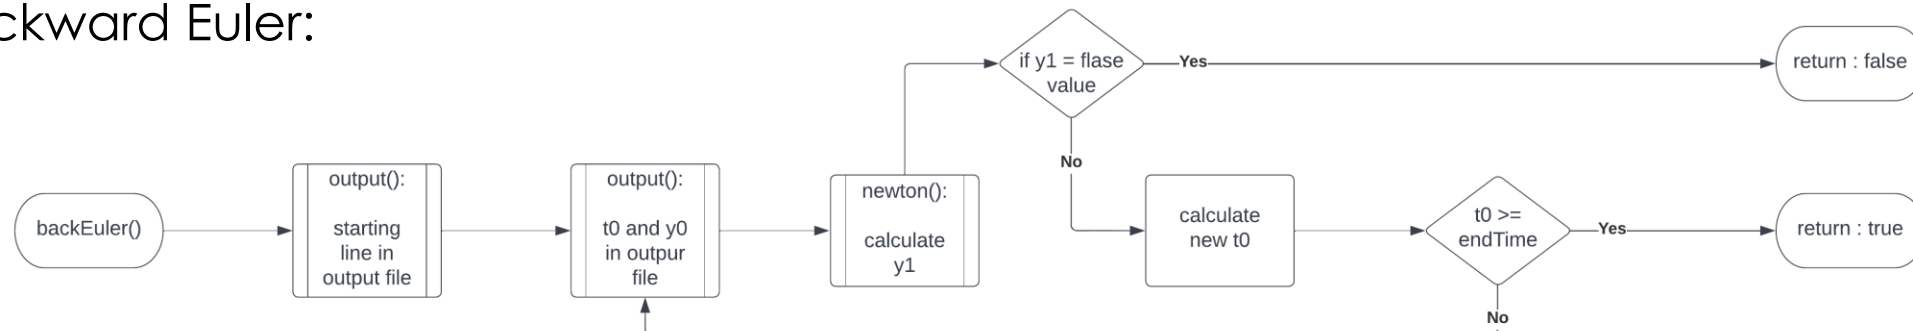 ckward Euler:
if y1 = flase
value
Yes
return : false
No
backEuler()
output():
starting
line in
output file
output():
t0 and y0
in outpur
file
newton():
calculate
y1
calculate
new t0
t0 >=
endTime
Yes
return : true
No